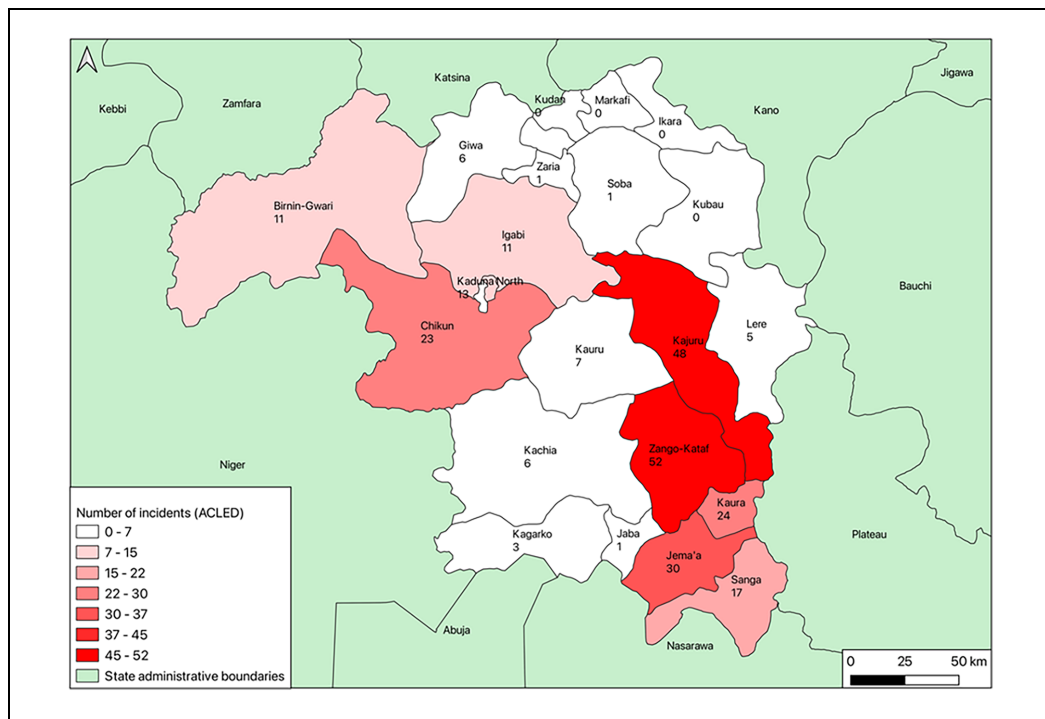 Jigawa
Katsina
Kebbi
Zamfara
Kudan
0
Markafi
0
Kano
Ikara
0
Giwa
6
Zaria
1
Soba
1
Kubau
0
Birnin-Gwari
11
Igabi
11
Kaduna North
13
Bauchi
Chikun
23
Lere
5
Kajuru
48
Kauru
7
Kachia
6
Zango-Kataf
52
Niger
Kaura
24
Kagarko
3
Jaba
1
Plateau
Jema'a
30
Sanga
17
Abuja
Nasarawa
Number of incidents (ACLED)
0 - 7
7 - 15
15 - 22
22 - 30
30 - 37
37 - 45
45 - 52
State administrative boundaries
0 25 50 km